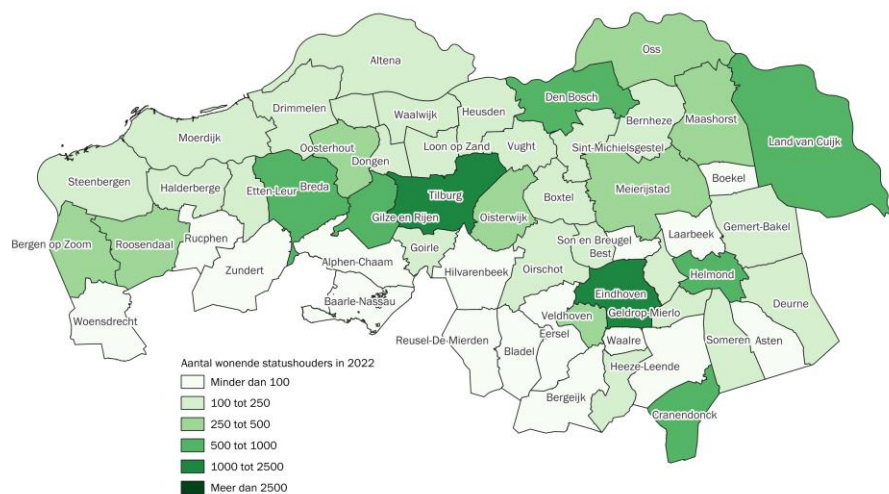 Altena
Oss
Drimmelen
Waalwijk
Heusden
Den Bosch
Bernheze
Maashorst
Land van Cuijk
Moerdijk
Oosterhout
Dongen
Loon op Zand
Vught
Sint-Michielsgestel
Steenbergen
Halderberge
Etten-Leur
Breda
Tilburg
Boxtel
Meierijstad
Boekel
Gilze en Rijen
Oisterwijk
Gemert-Bakel
Bergen op Zoom
Roosendaal
Rucphen
Goirle
Son en Breugel
Best
Laarbeek
Zundert
Alphen-Chaam
Hilvarenbeek
Oirschot
Helmond
Baarle-Nassau
Eindhoven
Deurne
Woensdrecht
Veldhoven
Geldrop-Mierlo
Reusel-De Mierden
Bladel
Eersel
Waalre
Someren
Asten
Heeze-Leende
Bergeijk
Cranendonck
Aantal wonende statushouders in 2022
Minder dan 100
100 tot 250
250 tot 500
500 tot 1000
1000 tot 2500
Meer dan 2500